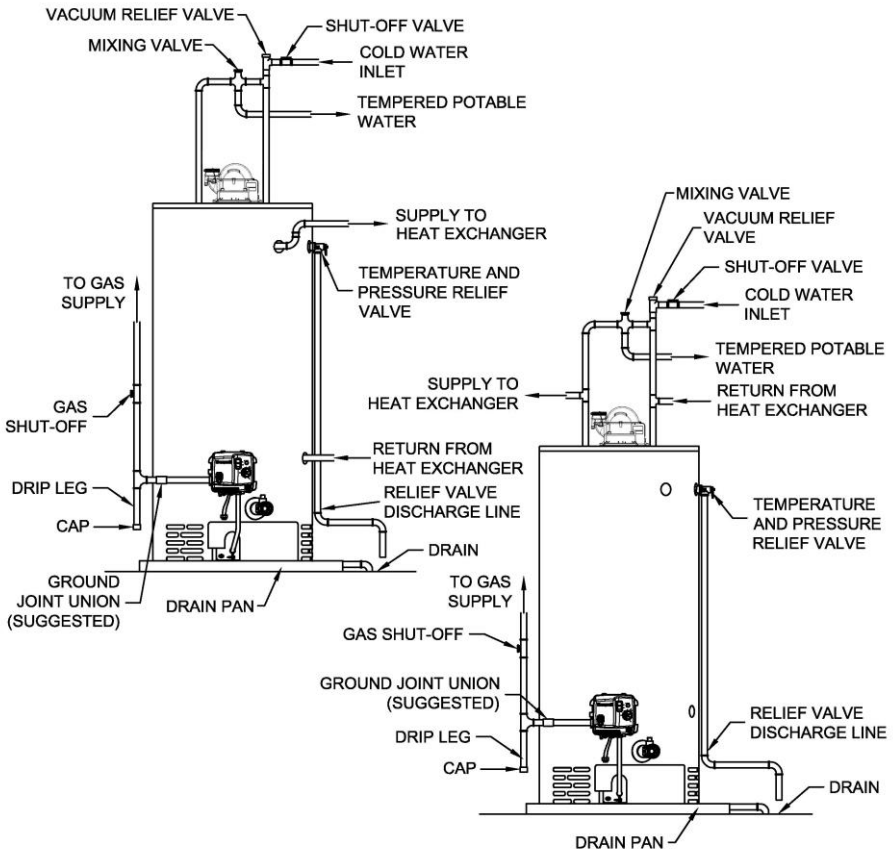 VACUUM RELIEF VALVE
SHUT-OFF VALVE
MIXING VALVE
COLD WATER
INLET
TEMPERED POTABLE
WATER
SUPPLY TO
HEAT EXCHANGER
TO GAS
SUPPLY
TEMPERATURE AND
PRESSURE RELIEF
VALVE
GAS
SHUT-OFF
RETURN FROM
HEAT EXCHANGER
DRIP LEG
RELIEF VALVE
DISCHARGE LINE
CAP
DRAIN
GROUND
JOINT UNION
(SUGGESTED)
DRAIN PAN
MIXING VALVE
VACUUM RELIEF
VALVE
SHUT-OFF VALVE
COLD WATER
INLET
TEMPERED POTABLE
WATER
SUPPLY TO
HEAT EXCHANGER
RETURN FROM
HEAT EXCHANGER
TEMPERATURE
AND PRESSURE
RELIEF VALVE
TO GAS
SUPPLY
GAS SHUT-OFF
GROUND JOINT UNION
(SUGGESTED)
DRIP LEG
RELIEF VALVE
DISCHARGE LINE
CAP
DRAIN
DRAIN PAN